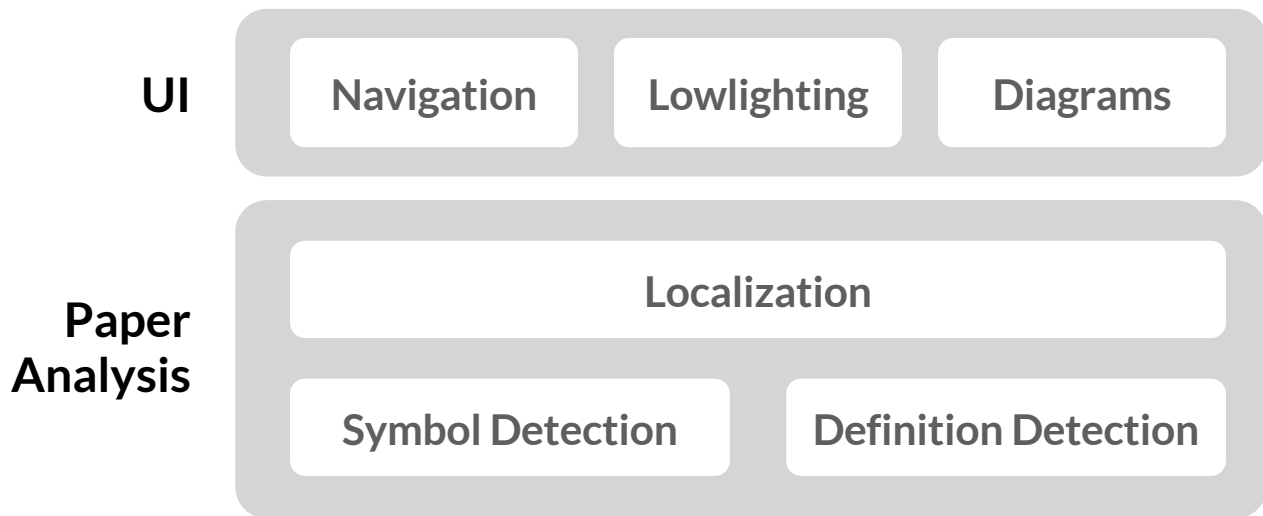 UI
Navigation
Lowlighting
Diagrams
Paper
Analysis
Localization
Symbol Detection
Definition Detection